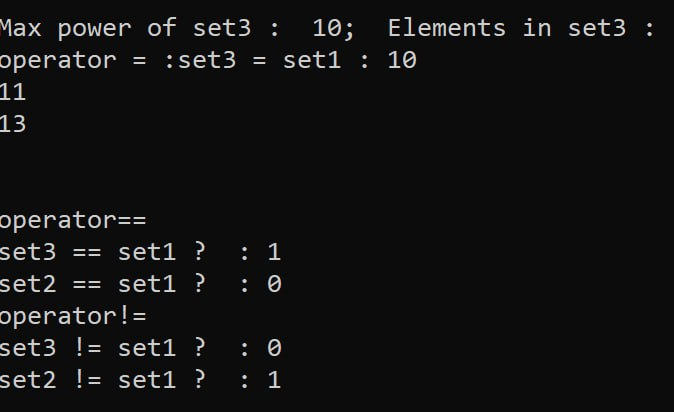 Max power of set3 :  10;  Elements in set3 :
operator = :set3 = set1 : 10
11
13
operator==
set3 == set1 ?  : 1
set2 == set1 ?  : 0
operator!=
set3 != set1 ?  : 0
set2 != set1 ?  : 1